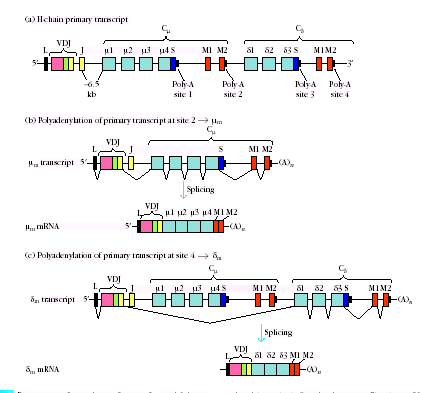 (a) H-chain primary transcript
Cμ Cδ
L VDJ J μ1 μ2 μ3 μ4 S M1 M2 δ1 δ2 δ3 S M1 M2
5′ 3′
~6.5 kb
Poly-A site 1
Poly-A site 2
Poly-A site 3
Poly-A site 4
(b) Polyadenylation of primary transcript at site 2 → μm
Cμ
L VDJ J S M1 M2
μm transcript 5′ (A)n
Splicing
L VDJ μ1 μ2 μ3 μ4 M1 M2
μm mRNA 5′ (A)n
(c) Polyadenylation of primary transcript at site 4 → δm
Cμ Cδ
L VDJ J μ1 μ2 μ3 μ4 S M1 M2 δ1 δ2 δ3 S M1 M2
δm transcript 5′ (A)n
Splicing
L VDJ δ1 δ2 δ3 M1 M2
δm mRNA (A)n